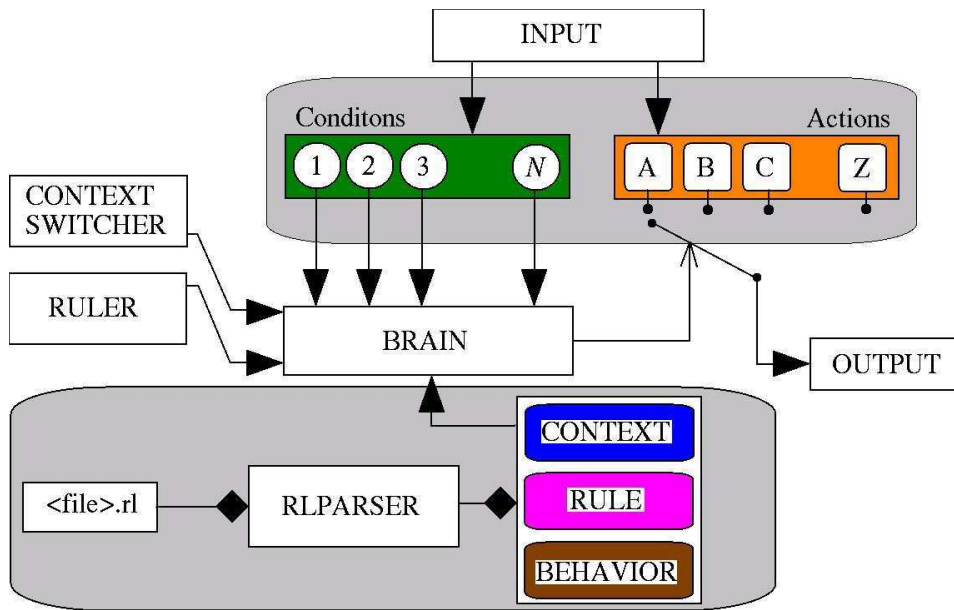 INPUT
Conditons
Actions
1 2 3 N
A B C Z
CONTEXT
SWITCHER
RULER
BRAIN
OUTPUT
CONTEXT
<file>.rl
RLPARSER
RULE
BEHAVIOR